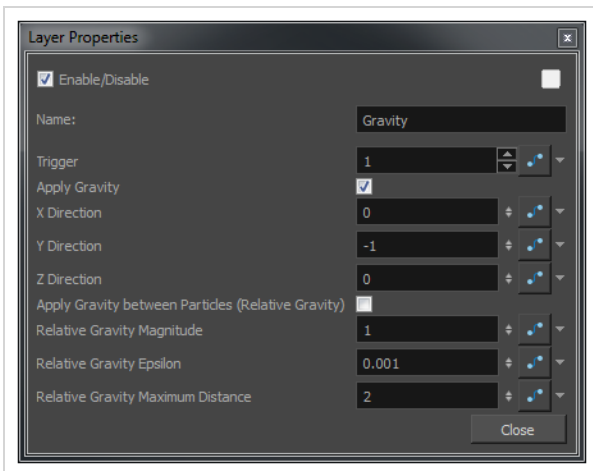 Layer Properties
Enable/Disable
Name: Gravity
Trigger 1
Apply Gravity
X Direction 0
Y Direction -1
Z Direction 0
Apply Gravity between Particles (Relative Gravity)
Relative Gravity Magnitude 1
Relative Gravity Epsilon 0.001
Relative Gravity Maximum Distance 2
Close